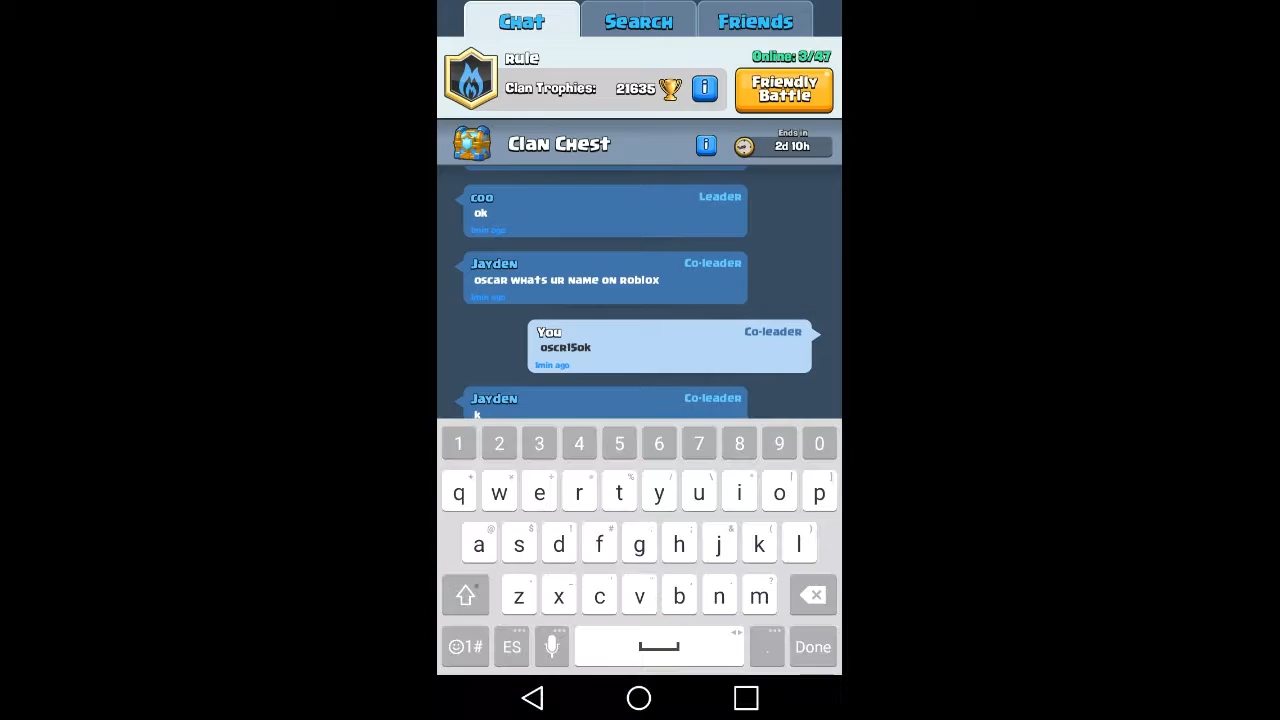 Chat Search Friends
Rule
Online: 3/47
Clan Trophies: 21635 i
Friendly
Battle
Clan Chest i
Ends in
2d 10h
coo Leader
ok
1min ago
Jayden Co-leader
oscar whats ur name on roblox
1min ago
You Co-leader
oscr15ok
1min ago
Jayden Co-leader
k
1 2 3 4 5 6 7 8 9 0
q w e r t y u i o p
a s d f g h j k l
z x c v b n m
1# ES . Done